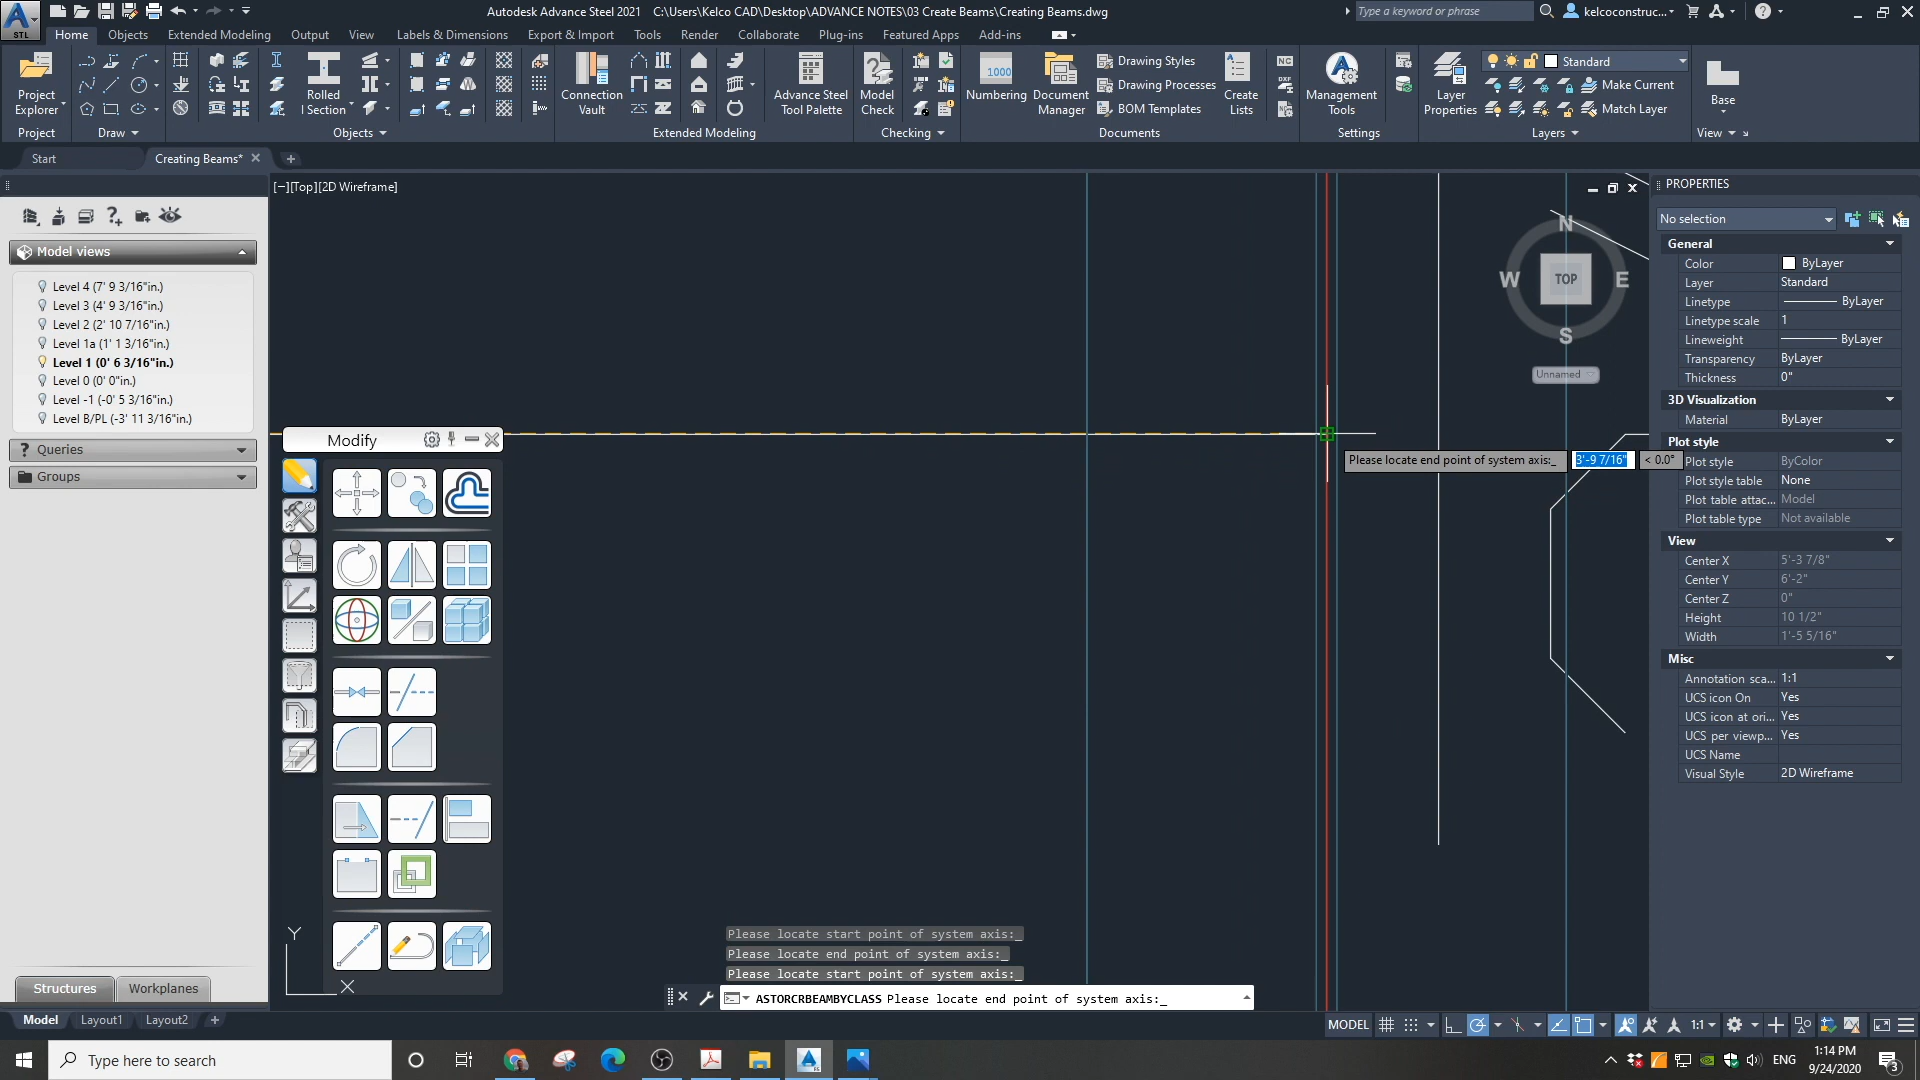 Autodesk Advance Steel 2021 C:\Users\Kelco CAD\Desktop\ADVANCE NOTES\03 Create Beams\Creating Beams.dwg
Type a keyword or phrase
kelcoconstruc...
STL
Home Objects Extended Modeling Output View Labels & Dimensions Export & Import Tools Render Collaborate Plug-ins Featured Apps Add-ins
Project Explorer
Rolled I Section
Connection Vault
Advance Steel Tool Palette
Model Check
1000
Numbering
Document Manager
Drawing Styles
Drawing Processes
BOM Templates
Create Lists
NC
DXF
Management Tools
Layer Properties
Standard
Make Current
Match Layer
Base
Project Draw Objects Extended Modeling Checking Documents Settings Layers View
Start Creating Beams*
[−][Top][2D Wireframe]
Model views
Level 4 (7' 9 3/16"in.)
Level 3 (4' 9 3/16"in.)
Level 2 (2' 10 7/16"in.)
Level 1a (1' 1 3/16"in.)
Level 1 (0' 6 3/16"in.)
Level 0 (0' 0"in.)
Level -1 (-0' 5 3/16"in.)
Level B/PL (-3' 11 3/16"in.)
Queries
Groups
Structures Workplanes
Modify
N
W TOP E
S
Unnamed
Please locate end point of system axis:_ 3'-9 7/16" < 0.0°
Y
X
Please locate start point of system axis:_
Please locate end point of system axis:_
Please locate start point of system axis:_
ASTORCRBEAMBYCLASS Please locate end point of system axis:_
PROPERTIES
No selection
General
Color ByLayer
Layer Standard
Linetype ByLayer
Linetype scale 1
Lineweight ByLayer
Transparency ByLayer
Thickness 0"
3D Visualization
Material ByLayer
Plot style
Plot style ByColor
Plot style table None
Plot table attac... Model
Plot table type Not available
View
Center X 5'-3 7/8"
Center Y 6'-2"
Center Z 0"
Height 10 1/2"
Width 1'-5 5/16"
Misc
Annotation sca... 1:1
UCS icon On Yes
UCS icon at ori... Yes
UCS per viewp... Yes
UCS Name
Visual Style 2D Wireframe
Model Layout1 Layout2
MODEL 1:1
Type here to search
ENG
1:14 PM
9/24/2020
3